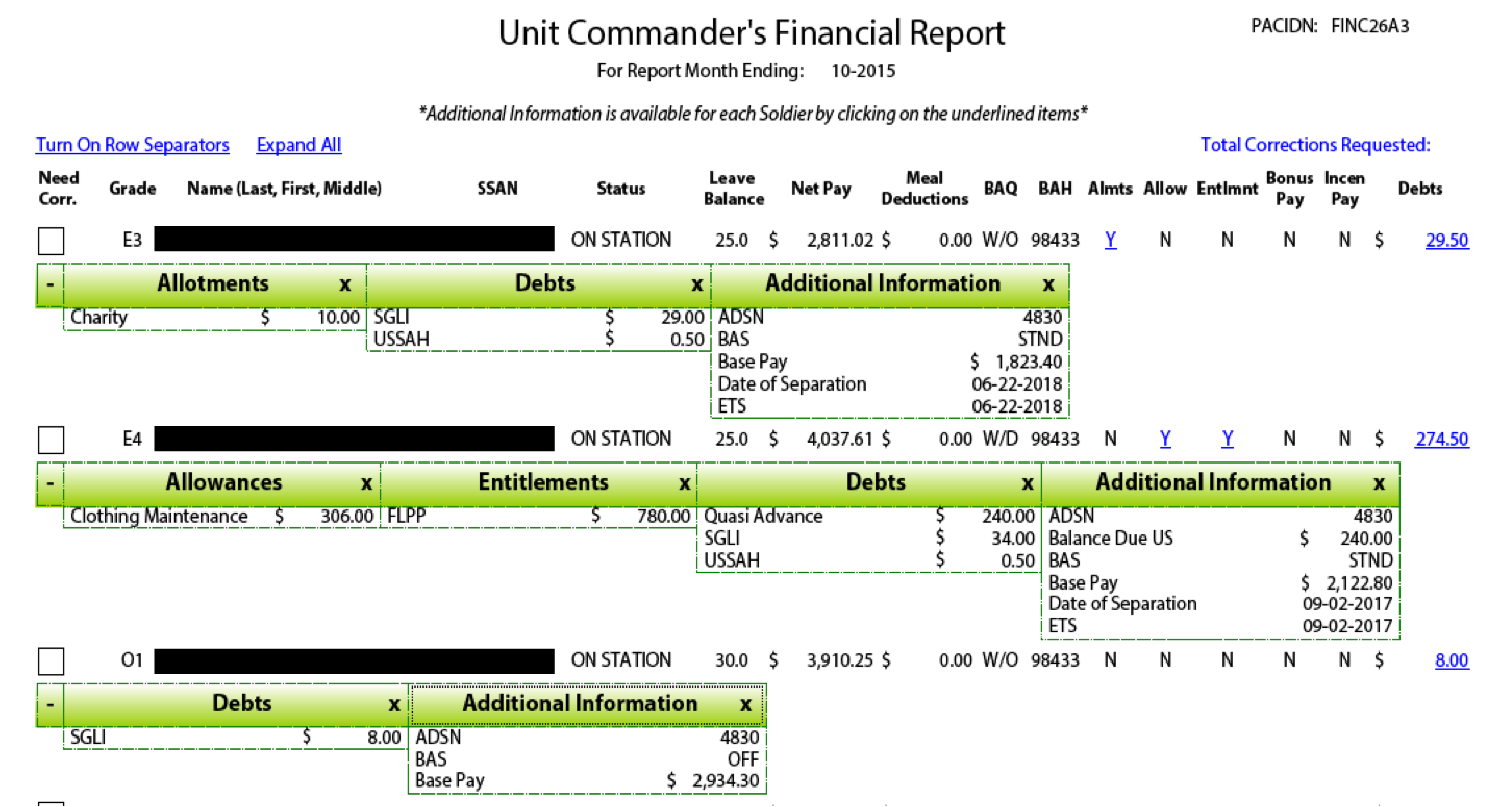 Unit Commander's Financial Report
PACIDN: FINC26A3
For Report Month Ending: 10-2015
*Additional Information is available for each Soldier by clicking on the underlined items*
Turn On Row Separators Expand All Total Corrections Requested:
Need Corr. Grade Name (Last, First, Middle) SSAN Status Leave Balance Net Pay Meal Deductions BAQ BAH Almts Allow Entlmnt Bonus Pay Incen Pay Debts
E3 ON STATION 25.0 $ 2,811.02 $ 0.00 W/O 98433 Y N N N N $ 29.50
- Allotments x Debts x Additional Information x
Charity $ 10.00 SGLI $ 29.00 ADSN 4830
USSAH $ 0.50 BAS STND
Base Pay $ 1,823.40
Date of Separation 06-22-2018
ETS 06-22-2018
E4 ON STATION 25.0 $ 4,037.61 $ 0.00 W/D 98433 N Y Y N N $ 274.50
- Allowances x Entitlements x Debts x Additional Information x
Clothing Maintenance $ 306.00 FLPP $ 780.00 Quasi Advance $ 240.00 ADSN 4830
SGLI $ 34.00 Balance Due US $ 240.00
USSAH $ 0.50 BAS STND
Base Pay $ 2,122.80
Date of Separation 09-02-2017
ETS 09-02-2017
O1 ON STATION 30.0 $ 3,910.25 $ 0.00 W/O 98433 N N N N N $ 8.00
- Debts x Additional Information x
SGLI $ 8.00 ADSN 4830
BAS OFF
Base Pay $ 2,934.30